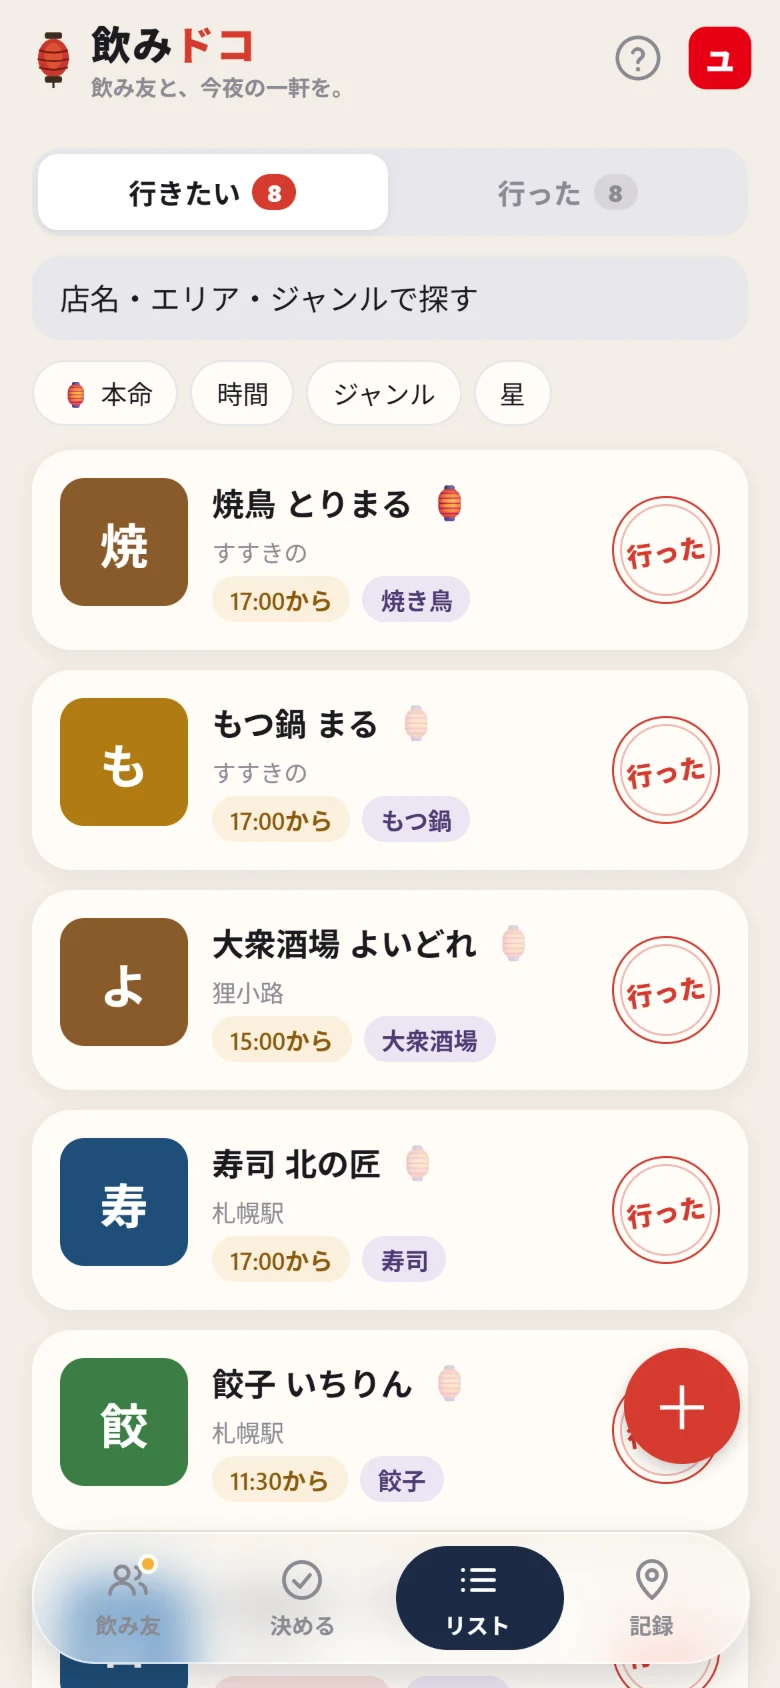 飲みドコ
飲み友と、今夜の一軒を。
ユ
行きたい 8
行った 8
店名・エリア・ジャンルで探す
本命
時間
ジャンル
星
焼
焼鳥 とりまる
すすきの
17:00から
焼き鳥
行った
も
もつ鍋 まる
すすきの
17:00から
もつ鍋
行った
よ
大衆酒場 よいどれ
狸小路
15:00から
大衆酒場
行った
寿
寿司 北の匠
札幌駅
17:00から
寿司
行った
餃
餃子 いちりん
札幌駅
11:30から
餃子
飲み友
決める
リスト
記録